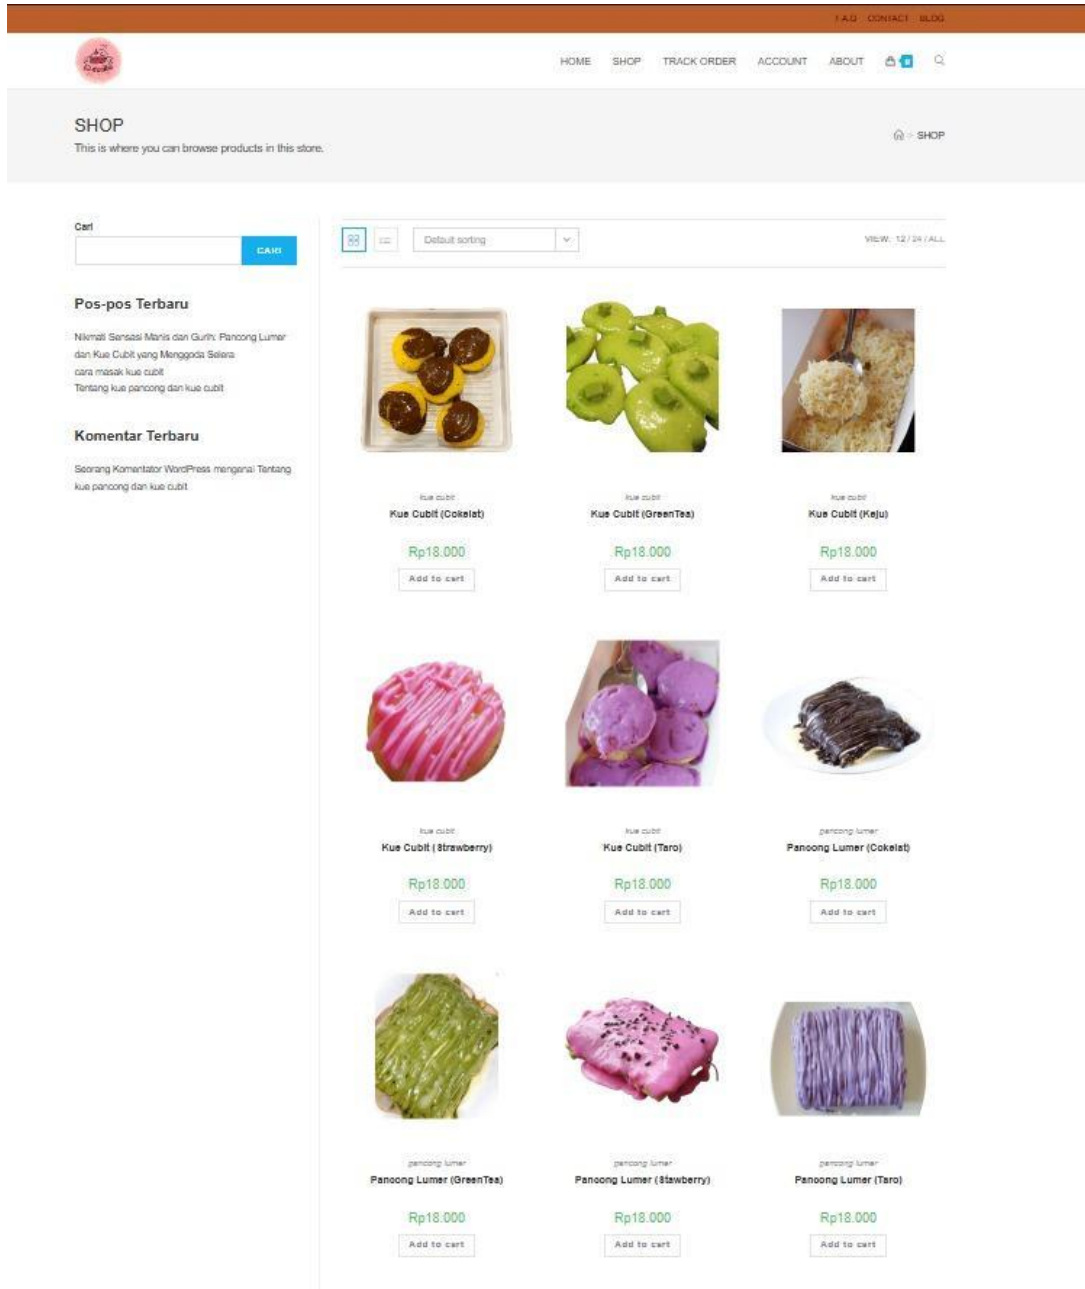 F.A.Q CONTACT BLOG
HOME SHOP TRACK ORDER ACCOUNT ABOUT
SHOP
This is where you can browse products in this store.
> SHOP
Cari
CARI
Default sorting
VIEW: 12 / 24 / ALL
Pos-pos Terbaru
Nikmati Sensasi Manis dan Gurih: Pancong Lumer
dan Kue Cubit yang Menggoda Selera
cara masak kue cubit
Tentang kue pancong dan kue cubit
Komentar Terbaru
Seorang Komentator WordPress mengenai Tentang
kue pancong dan kue cubit
kue cubit kue cubit kue cubit
Kue Cubit (Cokelat) Kue Cubit (GreenTea) Kue Cubit (Keju)
Rp18.000 Rp18.000 Rp18.000
Add to cart Add to cart Add to cart
kue cubit kue cubit pancong lumer
Kue Cubit (Strawberry) Kue Cubit (Taro) Pancong Lumer (Cokelat)
Rp18.000 Rp18.000 Rp18.000
Add to cart Add to cart Add to cart
pancong lumer pancong lumer pancong lumer
Pancong Lumer (GreenTea) Pancong Lumer (Stawberry) Pancong Lumer (Taro)
Rp18.000 Rp18.000 Rp18.000
Add to cart Add to cart Add to cart